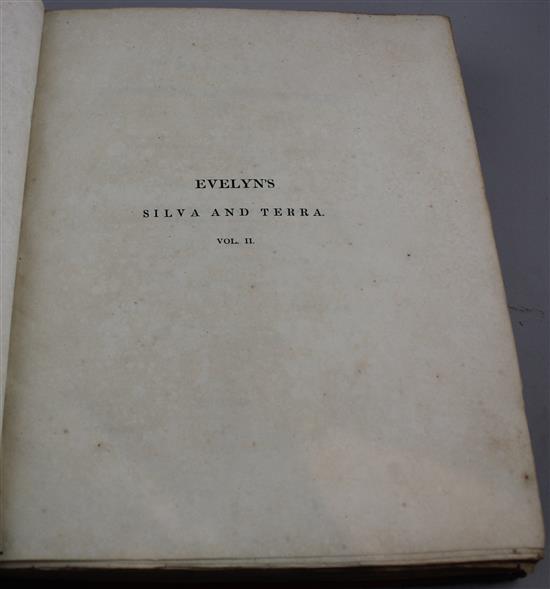 EVELYN'S
SILVA AND TERRA.
VOL. II.